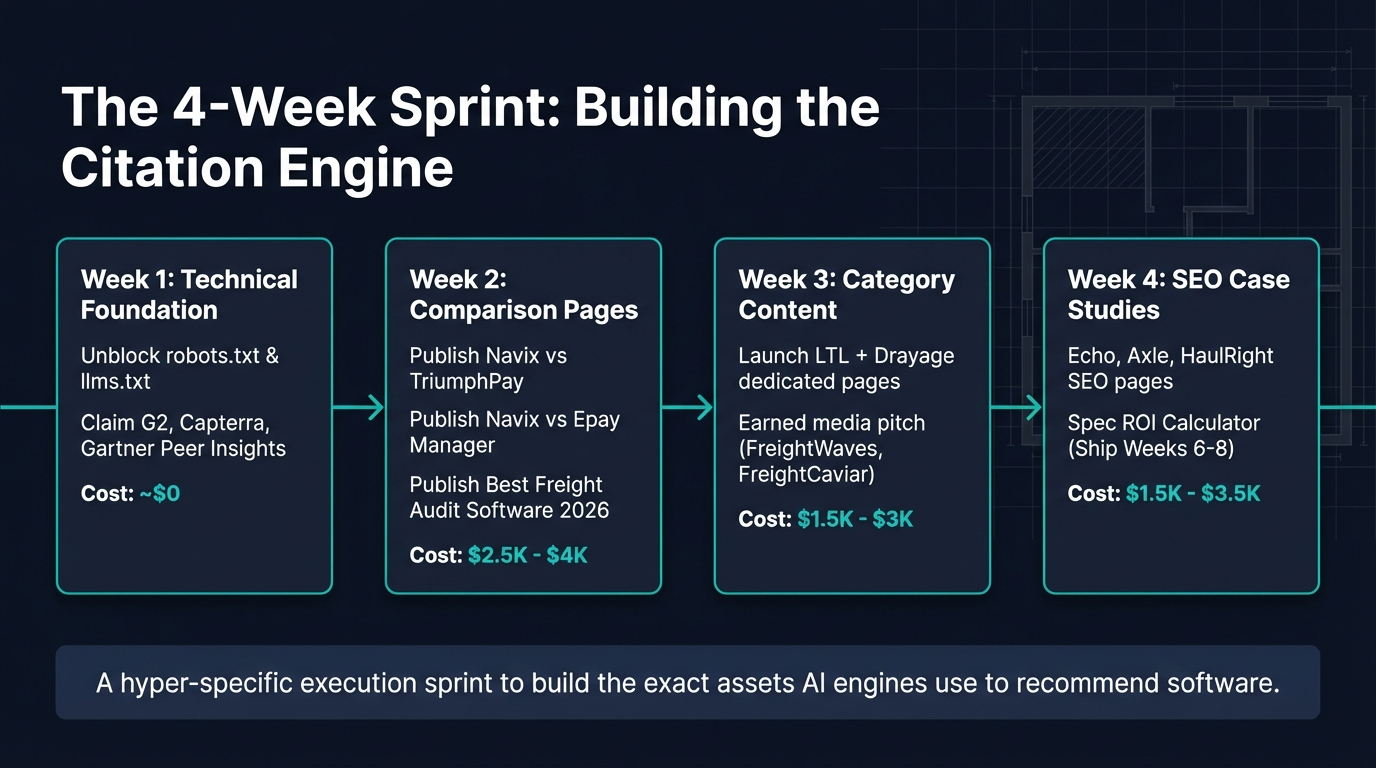 The 4-Week Sprint: Building the
Citation Engine
Week 1: Technical
Foundation
Unblock robots.txt &
llms.txt
Claim G2, Capterra,
Gartner Peer Insights
Cost: ~$0
Week 2:
Comparison Pages
Publish Navix vs
TriumphPay
Publish Navix vs Epay
Manager
Publish Best Freight
Audit Software 2026
Cost: $2.5K - $4K
Week 3: Category
Content
Launch LTL + Drayage
dedicated pages
Earned media pitch
(FreightWaves,
FreightCaviar)
Cost: $1.5K - $3K
Week 4: SEO Case
Studies
Echo, Axle, HaulRight
SEO pages
Spec ROI Calculator
(Ship Weeks 6-8)
Cost: $1.5K - $3.5K
A hyper-specific execution sprint to build the exact assets AI engines use to recommend software.